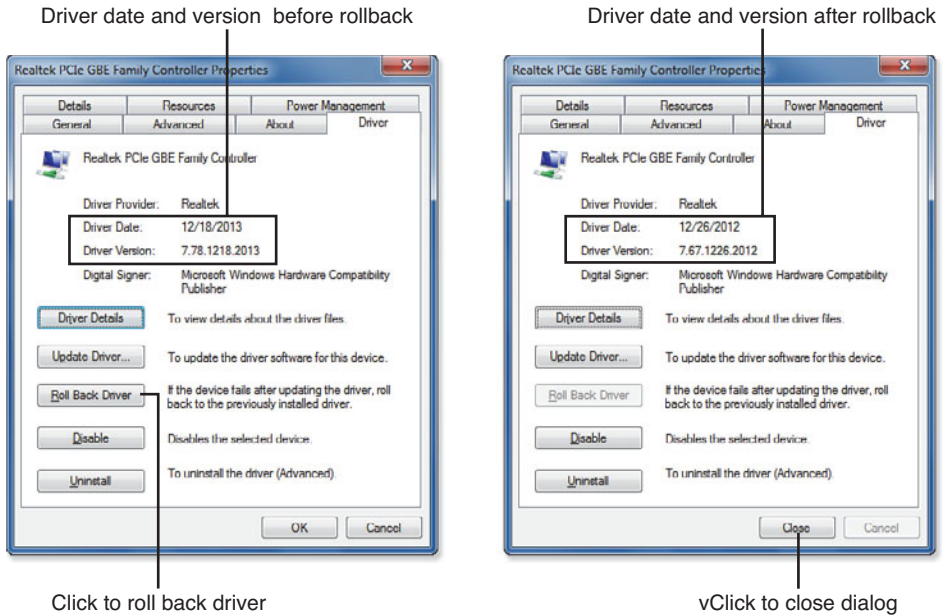 Driver date and version before rollback
Realtek PCIe GBE Family Controller Properties
Details Resources Power Management
General Advanced About Driver
Realtek PCIe GBE Family Controller
Driver Provider: Realtek
Driver Date: 12/18/2013
Driver Version: 7.78.1218.2013
Digital Signer: Microsoft Windows Hardware Compatibility
Publisher
Driver Details To view details about the driver files.
Update Driver... To update the driver software for this device.
Roll Back Driver If the device fails after updating the driver, roll
back to the previously installed driver.
Disable Disables the selected device.
Uninstall To uninstall the driver (Advanced).
OK Cancel
Click to roll back driver
Driver date and version after rollback
Realtek PCIe GBE Family Controller Properties
Details Resources Power Management
General Advanced About Driver
Realtek PCIe GBE Family Controller
Driver Provider: Realtek
Driver Date: 12/26/2012
Driver Version: 7.67.1226.2012
Digital Signer: Microsoft Windows Hardware Compatibility
Publisher
Driver Details To view details about the driver files.
Update Driver... To update the driver software for this device.
Roll Back Driver If the device fails after updating the driver, roll
back to the previously installed driver.
Disable Disables the selected device.
Uninstall To uninstall the driver (Advanced).
Close Cancel
vClick to close dialog